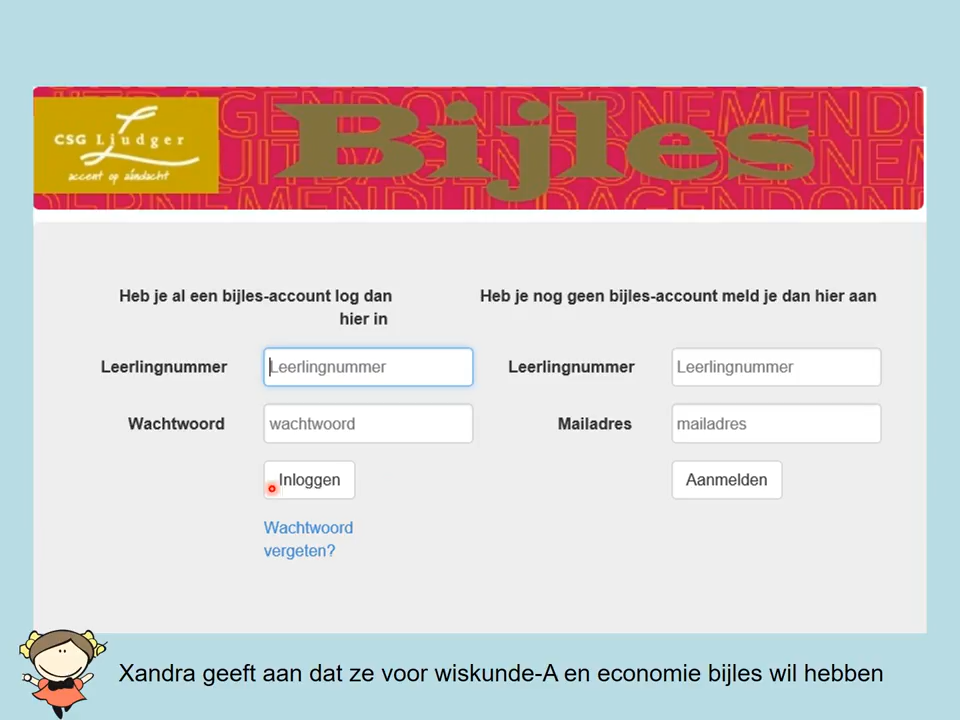 CSG Liudger
accent op aandacht
Bijles
Heb je al een bijles-account log dan
hier in
Heb je nog geen bijles-account meld je dan hier aan
Leerlingnummer
Leerlingnummer
Leerlingnummer
Leerlingnummer
Wachtwoord
wachtwoord
Mailadres
mailadres
Inloggen
Aanmelden
Wachtwoord
vergeten?
Xandra geeft aan dat ze voor wiskunde-A en economie bijles wil hebben